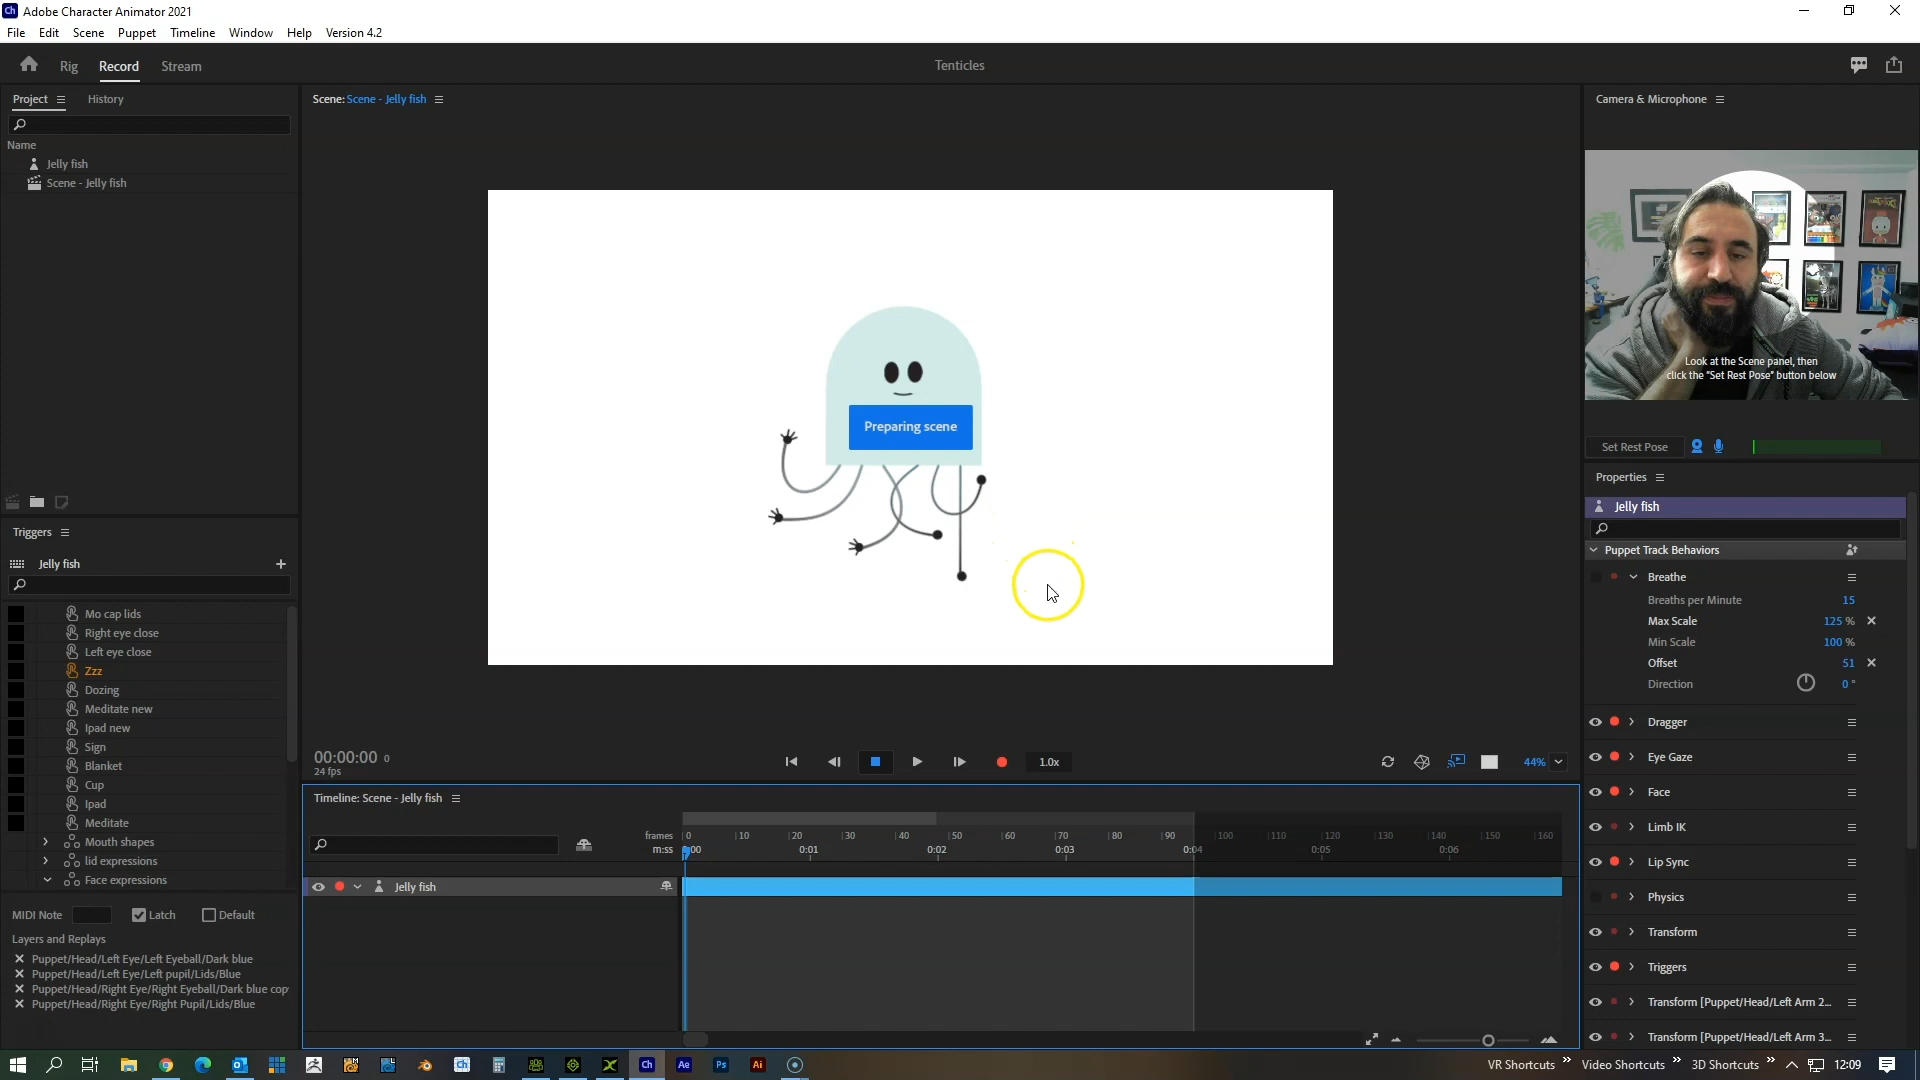 Adobe Character Animator 2021
File Edit Scene Puppet Timeline Window Help Version 4.2
Rig Record Stream
Tenticles
Project History
Name
Jelly fish
Scene - Jelly fish
Scene: Scene - Jelly fish
Preparing scene
Camera & Microphone
Look at the Scene panel, then
click the "Set Rest Pose" button below
Set Rest Pose
Triggers
Jelly fish
Mo cap lids
Right eye close
Left eye close
Zzz
Dozing
Meditate new
Ipad new
Sign
Blanket
Cup
Ipad
Meditate
Mouth shapes
lid expressions
Face expressions
MIDI Note Latch Default
Layers and Replays
Puppet/Head/Left Eye/Left Eyeball/Dark blue
Puppet/Head/Left Eye/Left pupil/Lids/Blue
Puppet/Head/Right Eye/Right Eyeball/Dark blue cop
Puppet/Head/Right Eye/Right Pupil/Lids/Blue
00:00:00 0
24 fps
1.0x
44%
Timeline: Scene - Jelly fish
frames 0 10 20 30 40 50 60 70 80 90 100 110 120 130 140 150 160
m:ss 0:00 0:01 0:02 0:03 0:04 0:05 0:06
Jelly fish
Properties
Jelly fish
Puppet Track Behaviors
Breathe
Breaths per Minute 15
Max Scale 125 %
Min Scale 100 %
Offset 51
Direction 0 °
Dragger
Eye Gaze
Face
Limb IK
Lip Sync
Physics
Transform
Triggers
Transform [Puppet/Head/Left Arm 2...
Transform [Puppet/Head/Left Arm 3...
Ch Ae Ps Ai
VR Shortcuts Video Shortcuts 3D Shortcuts 12:09